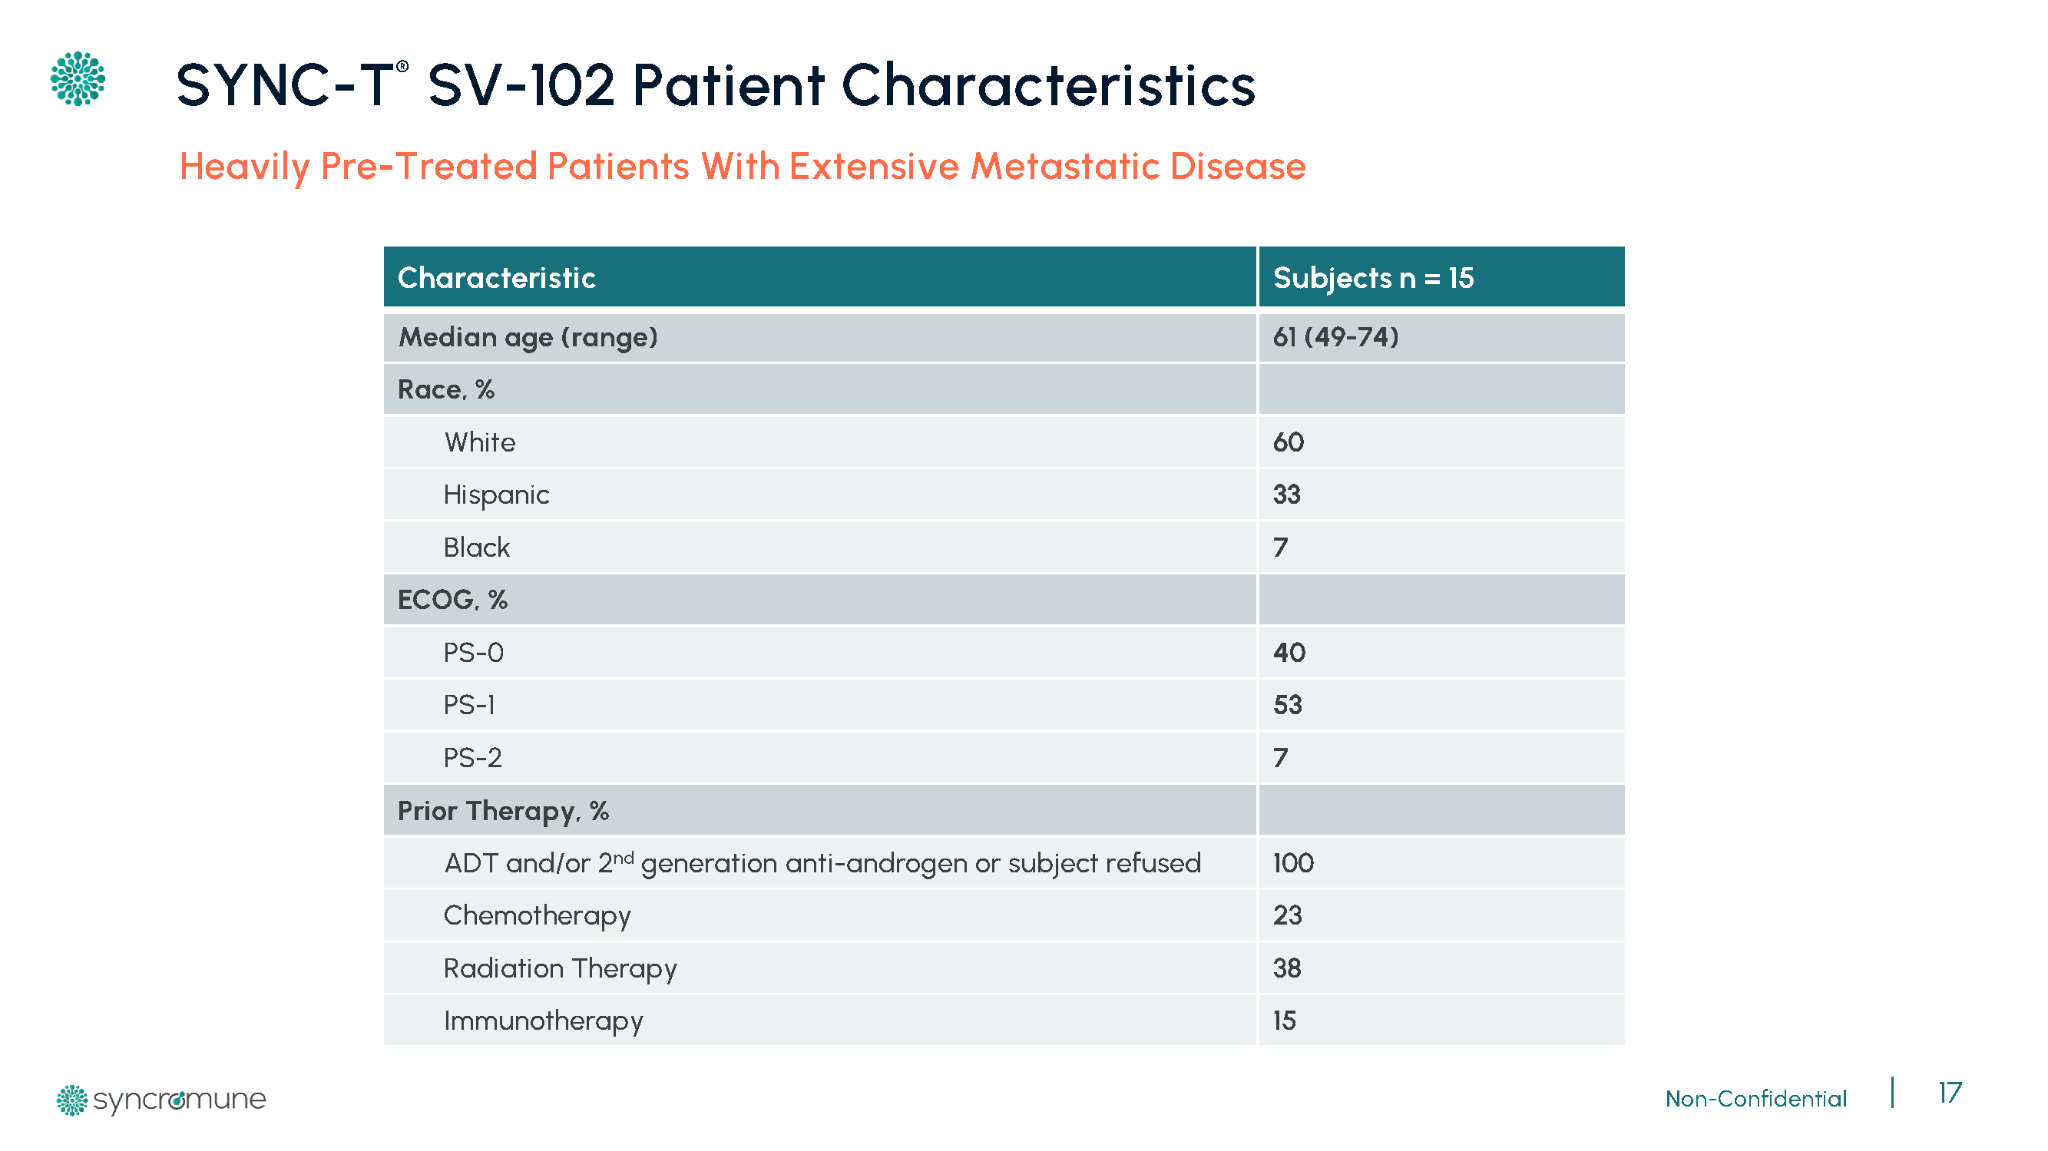 SYNC-T® SV-102 Patient Characteristics
Heavily Pre-Treated Patients With Extensive Metastatic Disease
Characteristic Subjects n = 15
Median age (range) 61 (49-74)
Race, %
White 60
Hispanic 33
Black 7
ECOG, %
PS-0 40
PS-1 53
PS-2 7
Prior Therapy, %
ADT and/or 2nd generation anti-androgen or subject refused 100
Chemotherapy 23
Radiation Therapy 38
Immunotherapy 15
syncromune Non-Confidential 17